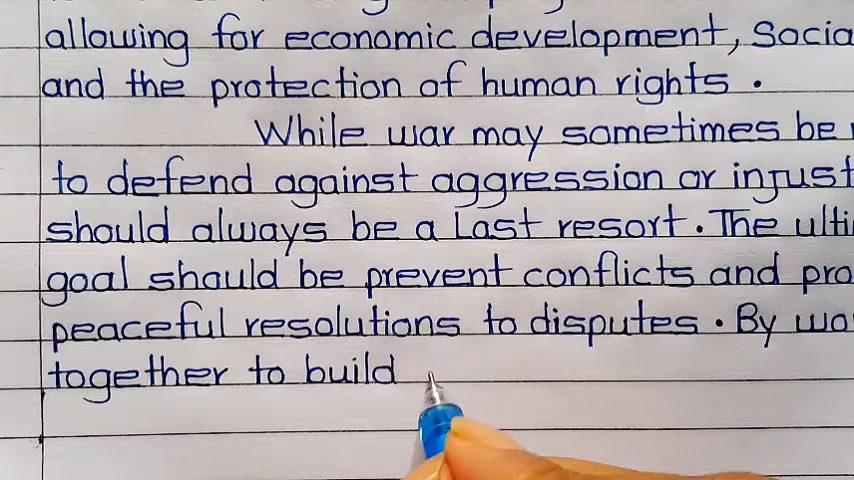 allowing for economic development, Socia
and the protection of human rights.
While war may sometimes be
to defend against aggression or injust
should always be a Last resort. The ulti
goal should be prevent conflicts and pro
peaceful resolutions to disputes. By wo
together to build